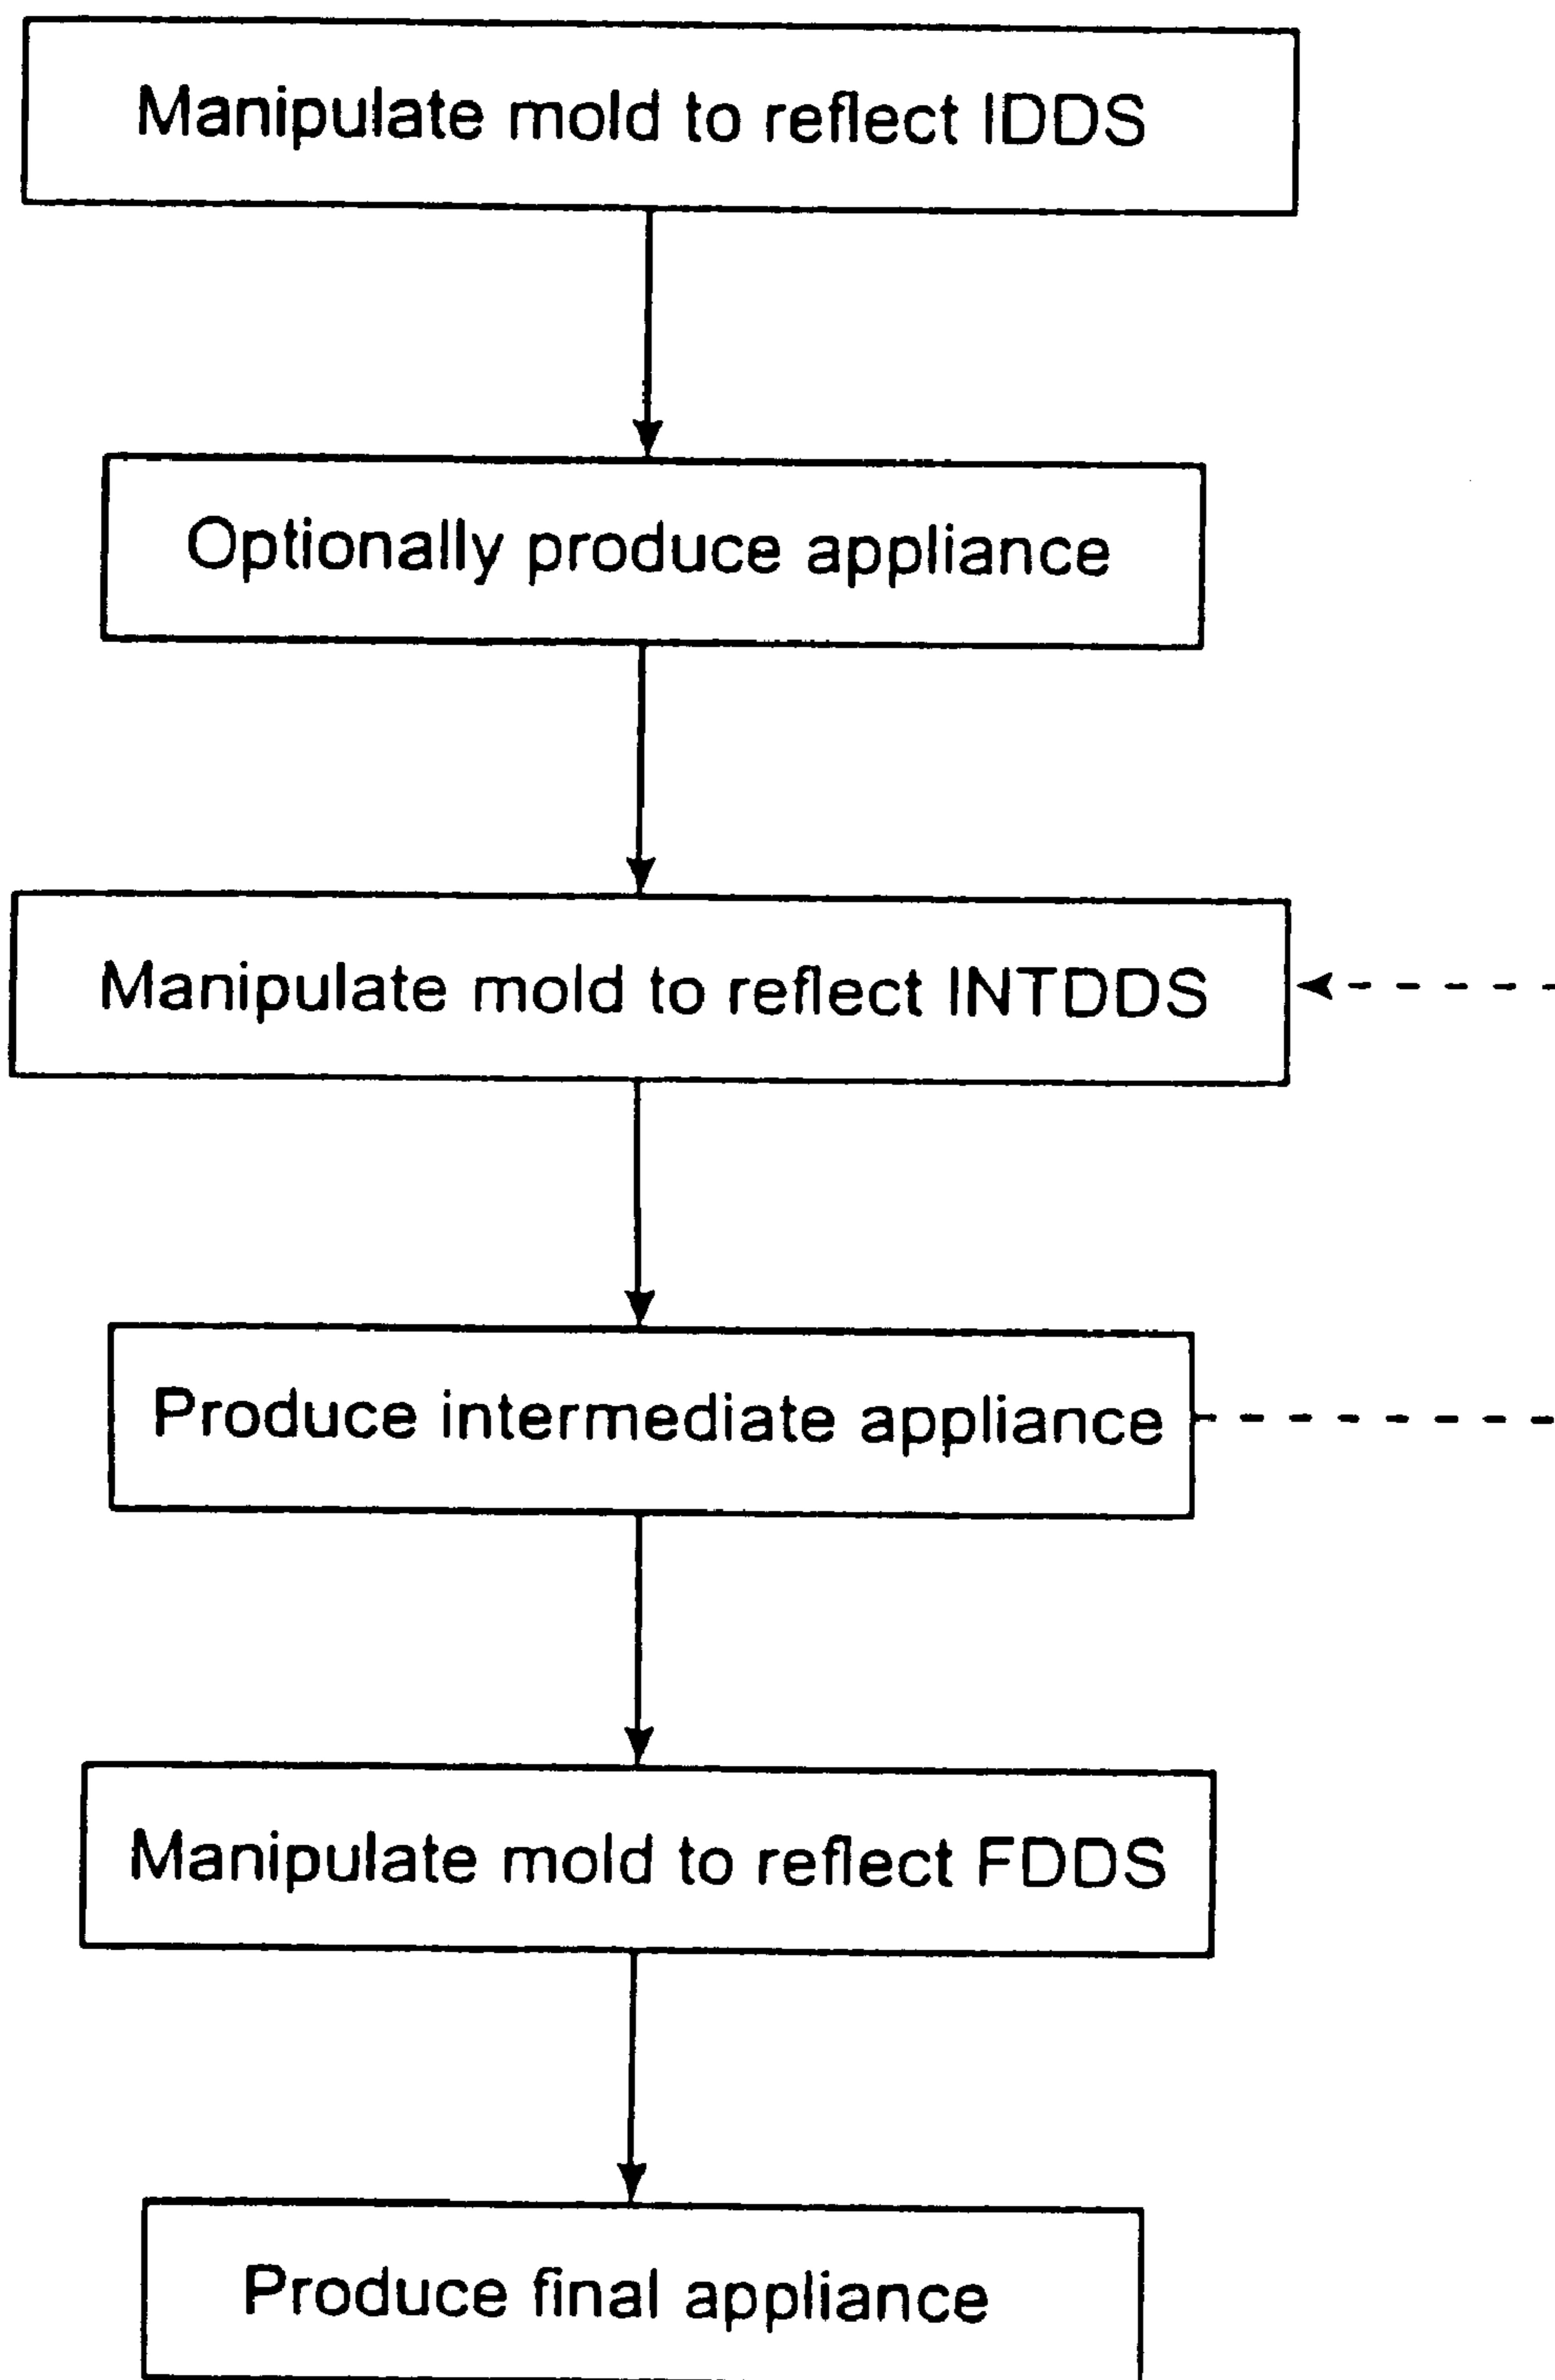 Manipulate mold to reflect IDDS
Optionally produce appliance
Manipulate mold to reflect INTDDS
Produce intermediate appliance
Manipulate mold to reflect FDDS
Produce final appliance